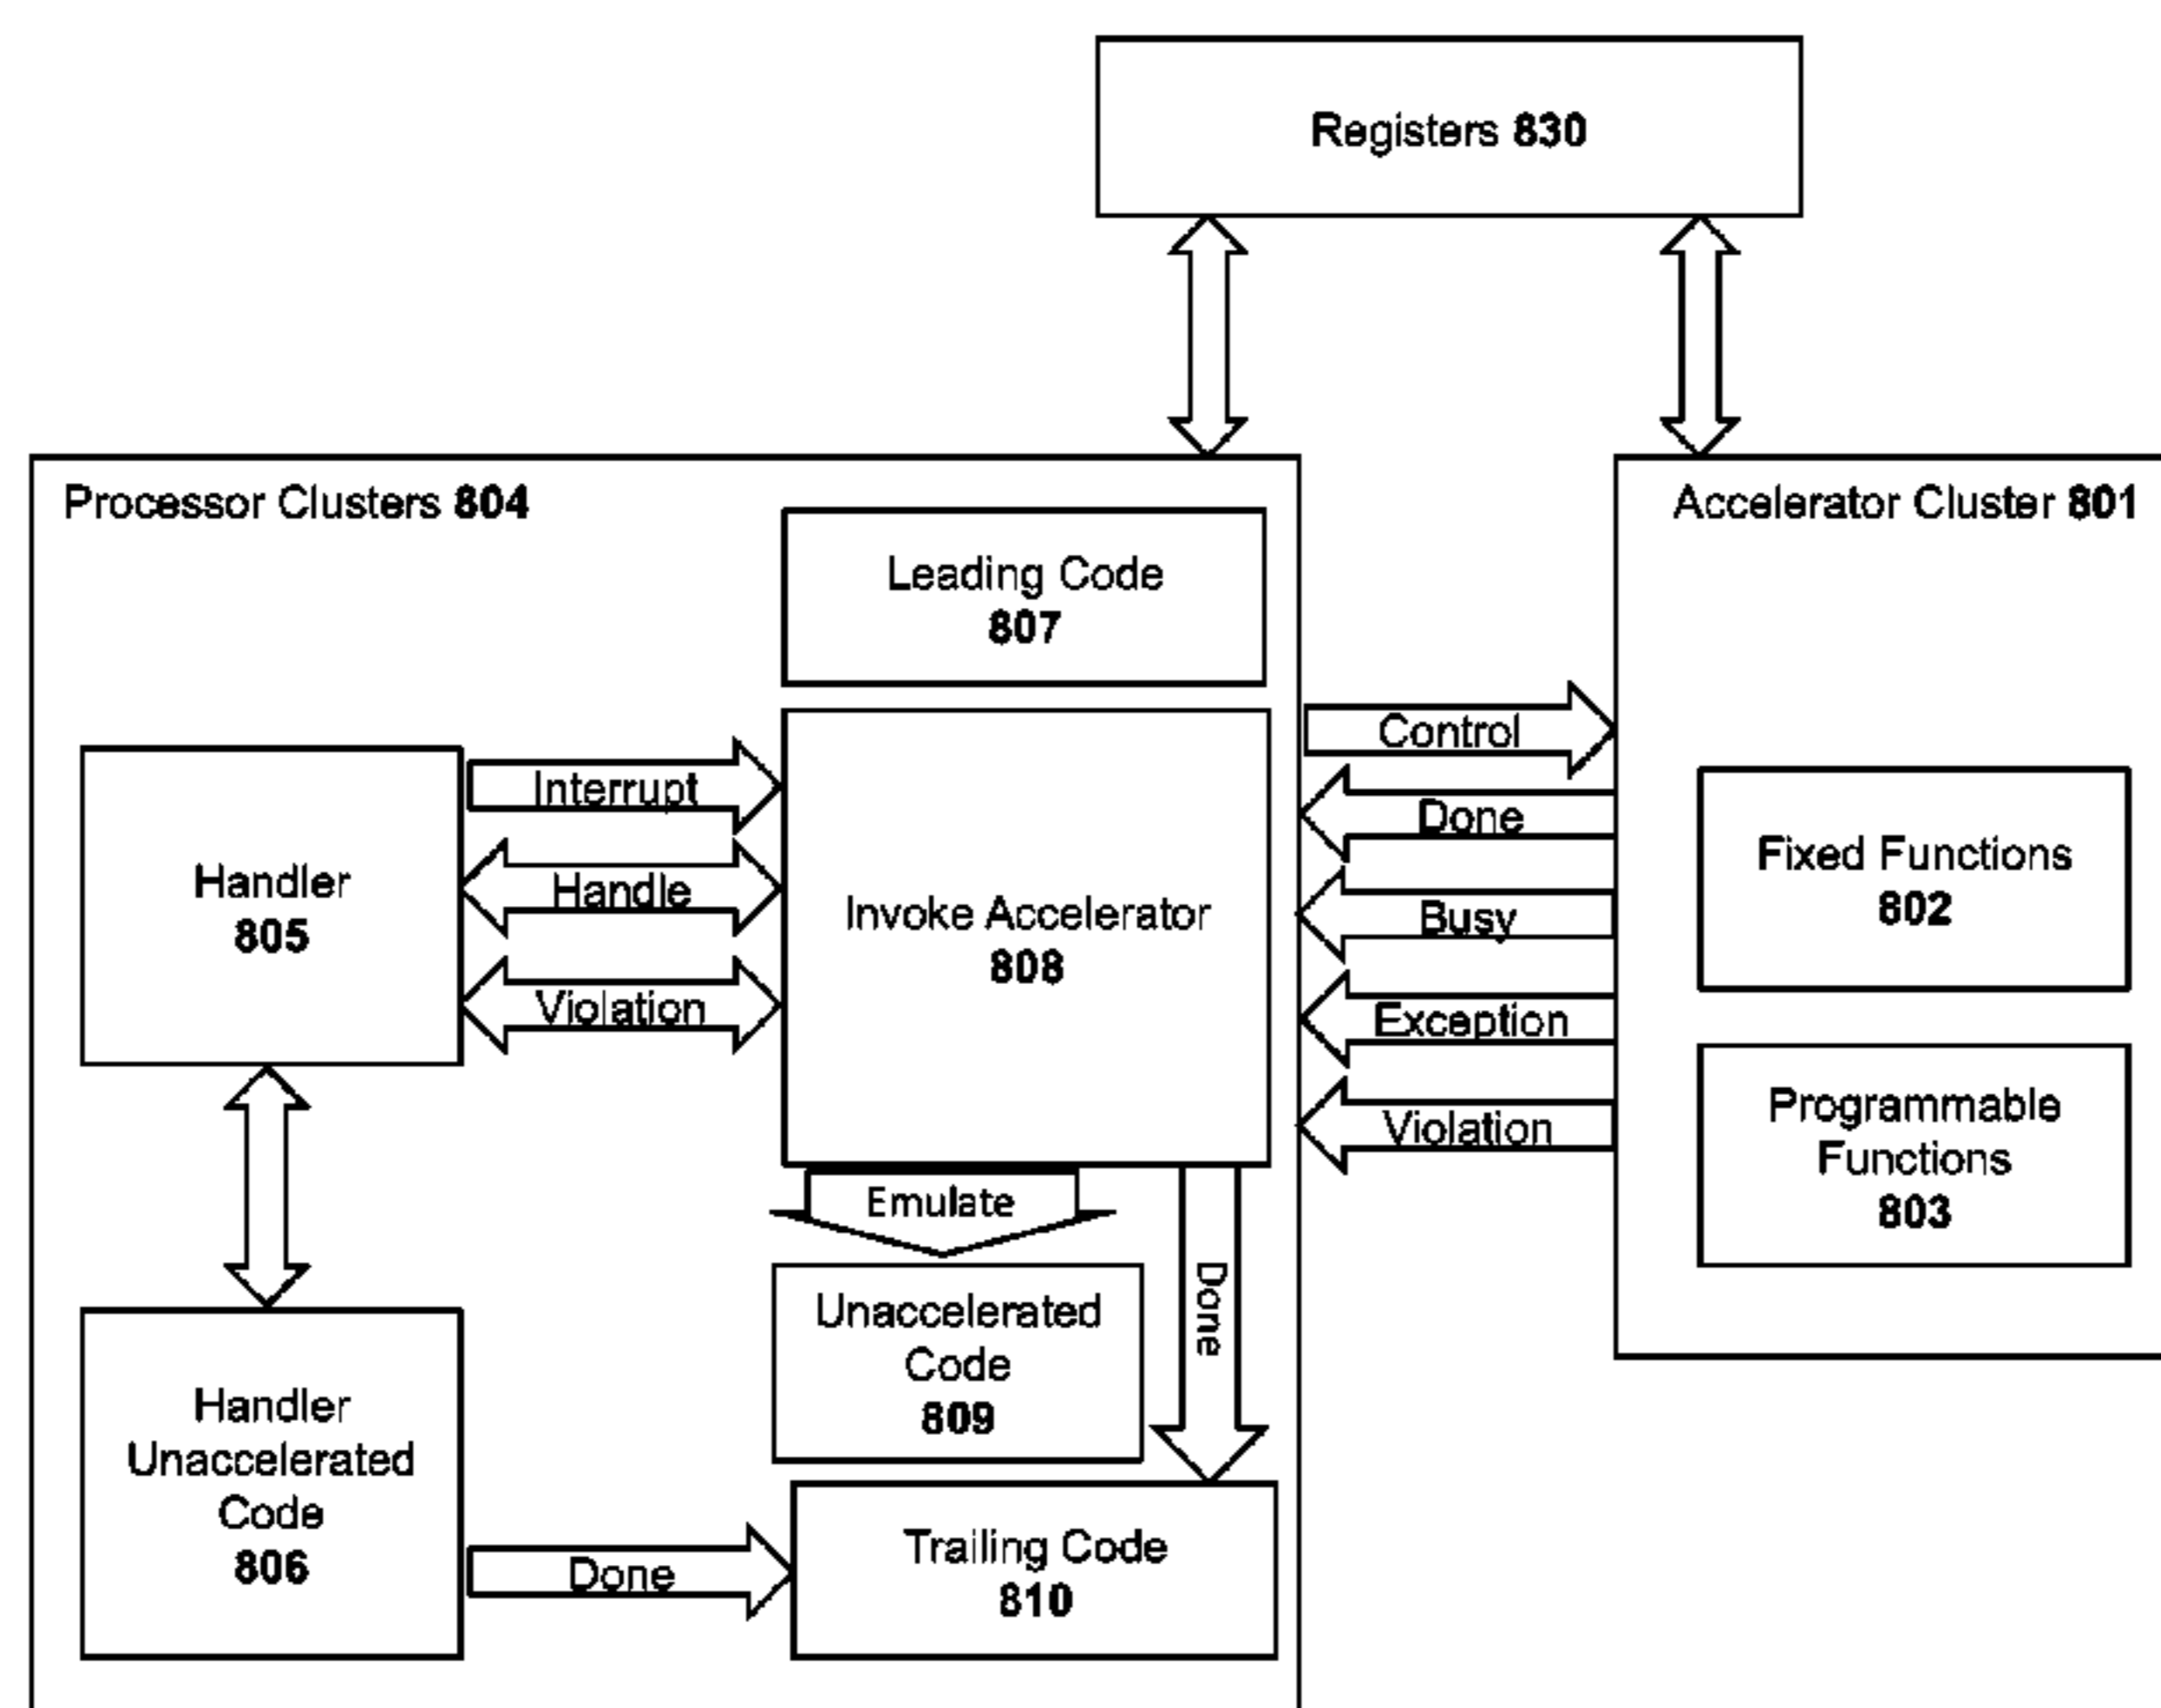 Registers 830
Processor Clusters 804
Accelerator Cluster 801
Leading Code
807
Control
Interrupt
Done
Handler
805
Handle
Invoke Accelerator
808
Busy
Fixed Functions
802
Violation
Exception
Programmable
Functions
803
Violation
Emulate
Done
Unaccelerated
Code
809
Handler
Unaccelerated
Code
806
Done
Trailing Code
810